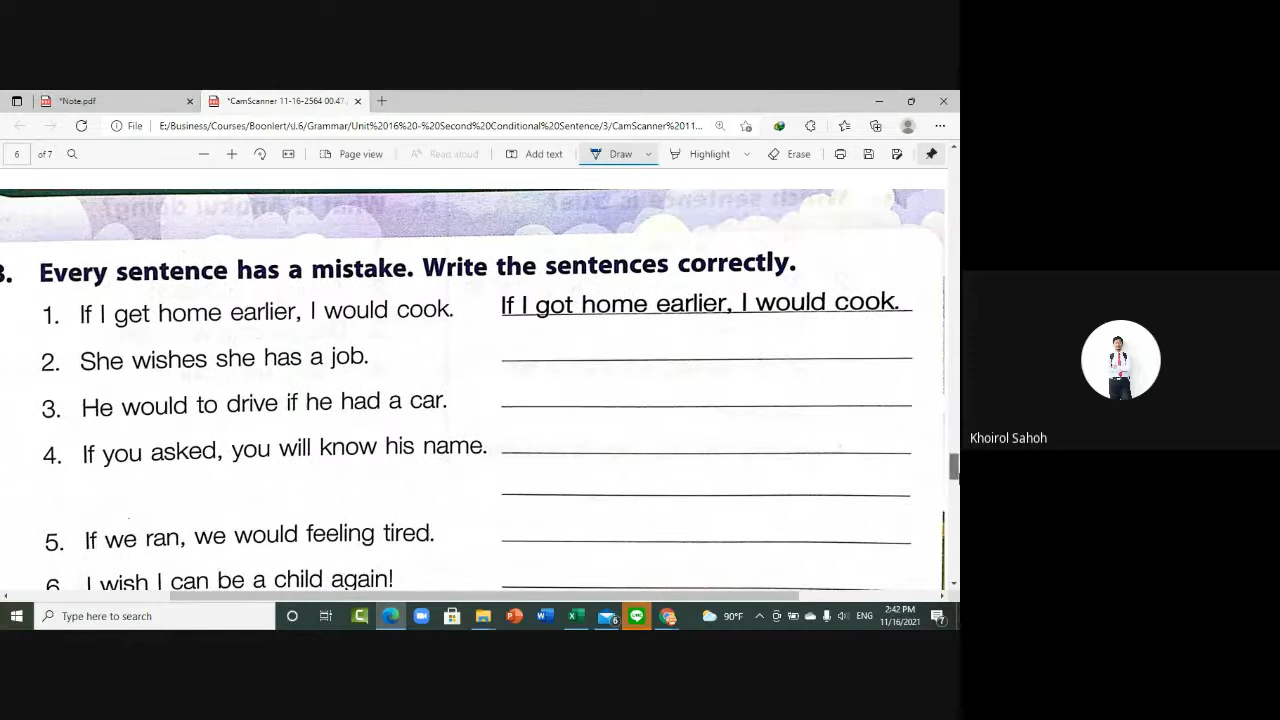 *Note.pdf
*CamScanner 11-16-2564 00.47.
File E:/Business/Courses/Boonlert/ป.6/Grammar/Unit%2016%20-%20Second%20Conditional%20Sentence/3/CamScanner%2011...
6 of 7 Page view Read aloud Add text Draw Highlight Erase
3. Every sentence has a mistake. Write the sentences correctly.
1. If I get home earlier, I would cook. If I got home earlier, I would cook.
2. She wishes she has a job.
3. He would to drive if he had a car.
4. If you asked, you will know his name.
5. If we ran, we would feeling tired.
6 I wish I can be a child again!
Khoirol Sahoh
Type here to search 90°F ENG 2:42 PM
11/16/2021